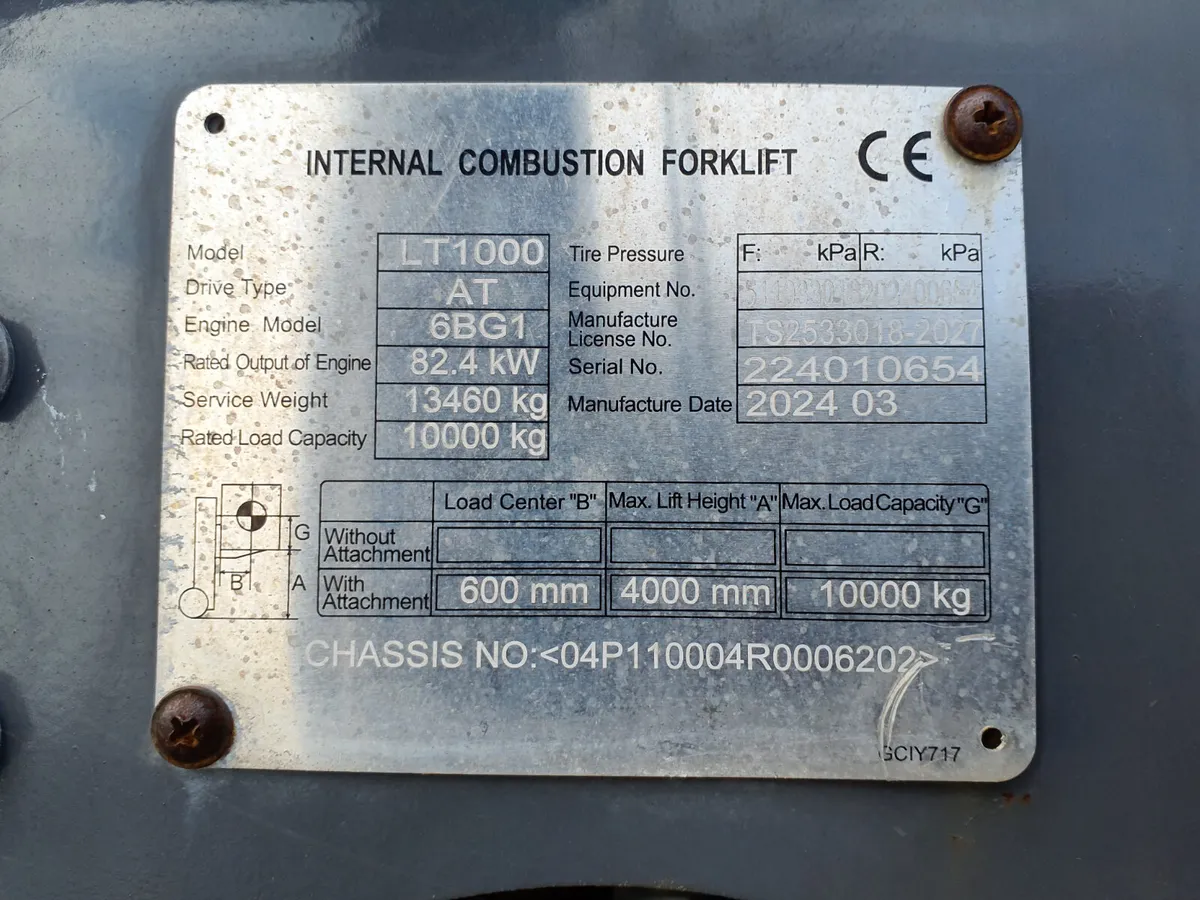 INTERNAL COMBUSTION FORKLIFT CE
Model LT1000 Tire Pressure F: kPa R: kPa
Drive Type AT Equipment No.
Engine Model 6BG1 Manufacture License No. TS2533018-2027
Rated Output of Engine 82.4 kW Serial No. 224010654
Service Weight 13460 kg Manufacture Date 2024 03
Rated Load Capacity 10000 kg
Load Center "B" Max. Lift Height "A" Max. Load Capacity "G"
G Without Attachment
B A With Attachment 600 mm 4000 mm 10000 kg
CHASSIS NO:<04P110004R0006202>
GCIY717